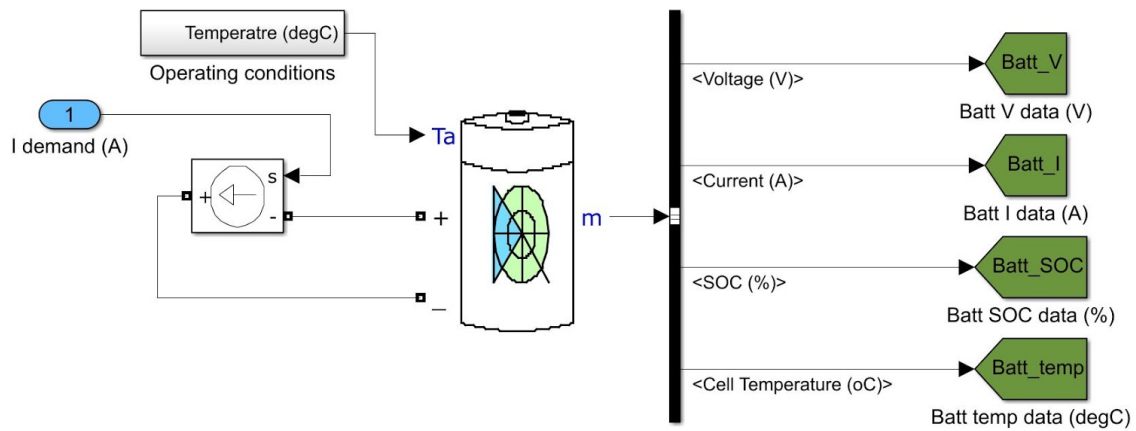 Temperatre (degC)
Operating conditions
1
I demand (A)
s
+
-
Ta
+
−
m
<Voltage (V)>
Batt_V
Batt V data (V)
<Current (A)>
Batt_I
Batt I data (A)
<SOC (%)>
Batt_SOC
Batt SOC data (%)
<Cell Temperature (oC)>
Batt_temp
Batt temp data (degC)